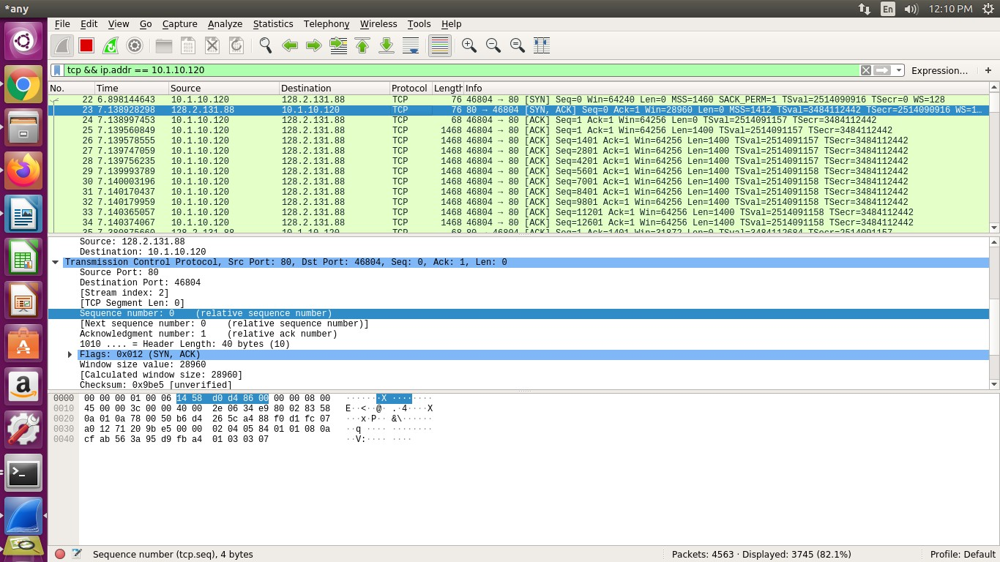 *any
En
12:10 PM
File Edit View Go Capture Analyze Statistics Telephony Wireless Tools Help
tcp && ip.addr == 10.1.10.120
Expression… +
No. Time Source Destination Protocol Length Info
22 6.898144643 10.1.10.120 128.2.131.88 TCP 76 46804 → 80 [SYN] Seq=0 Win=64240 Len=0 MSS=1460 SACK_PERM=1 TSval=2514090916 TSecr=0 WS=128
23 7.138928298 128.2.131.88 10.1.10.120 TCP 76 80 → 46804 [SYN, ACK] Seq=0 Ack=1 Win=28960 Len=0 MSS=1412 TSval=3484112442 TSecr=2514090916 WS=1…
24 7.138997453 10.1.10.120 128.2.131.88 TCP 68 46804 → 80 [ACK] Seq=1 Ack=1 Win=64256 Len=0 TSval=2514091157 TSecr=3484112442
25 7.139560849 10.1.10.120 128.2.131.88 TCP 1468 46804 → 80 [ACK] Seq=1 Ack=1 Win=64256 Len=1400 TSval=2514091157 TSecr=3484112442
26 7.139578555 10.1.10.120 128.2.131.88 TCP 1468 46804 → 80 [ACK] Seq=1401 Ack=1 Win=64256 Len=1400 TSval=2514091157 TSecr=3484112442
27 7.139747059 10.1.10.120 128.2.131.88 TCP 1468 46804 → 80 [ACK] Seq=2801 Ack=1 Win=64256 Len=1400 TSval=2514091157 TSecr=3484112442
28 7.139756235 10.1.10.120 128.2.131.88 TCP 1468 46804 → 80 [ACK] Seq=4201 Ack=1 Win=64256 Len=1400 TSval=2514091157 TSecr=3484112442
29 7.139993789 10.1.10.120 128.2.131.88 TCP 1468 46804 → 80 [ACK] Seq=5601 Ack=1 Win=64256 Len=1400 TSval=2514091158 TSecr=3484112442
30 7.140003196 10.1.10.120 128.2.131.88 TCP 1468 46804 → 80 [ACK] Seq=7001 Ack=1 Win=64256 Len=1400 TSval=2514091158 TSecr=3484112442
31 7.140170437 10.1.10.120 128.2.131.88 TCP 1468 46804 → 80 [ACK] Seq=8401 Ack=1 Win=64256 Len=1400 TSval=2514091158 TSecr=3484112442
32 7.140179959 10.1.10.120 128.2.131.88 TCP 1468 46804 → 80 [ACK] Seq=9801 Ack=1 Win=64256 Len=1400 TSval=2514091158 TSecr=3484112442
33 7.140365057 10.1.10.120 128.2.131.88 TCP 1468 46804 → 80 [ACK] Seq=11201 Ack=1 Win=64256 Len=1400 TSval=2514091158 TSecr=3484112442
34 7.140374067 10.1.10.120 128.2.131.88 TCP 1468 46804 → 80 [ACK] Seq=12601 Ack=1 Win=64256 Len=1400 TSval=2514091158 TSecr=3484112442
35 7.380875660 128.2.131.88 10.1.10.120 TCP 68 80 → 46804 [ACK] Seq=1 Ack=1401 Win=31872 Len=0 TSval=3484112684 TSecr=2514091157
Source: 128.2.131.88
Destination: 10.1.10.120
Transmission Control Protocol, Src Port: 80, Dst Port: 46804, Seq: 0, Ack: 1, Len: 0
Source Port: 80
Destination Port: 46804
[Stream index: 2]
[TCP Segment Len: 0]
Sequence number: 0 (relative sequence number)
[Next sequence number: 0 (relative sequence number)]
Acknowledgment number: 1 (relative ack number)
1010 .... = Header Length: 40 bytes (10)
Flags: 0x012 (SYN, ACK)
Window size value: 28960
[Calculated window size: 28960]
Checksum: 0x9be5 [unverified]
0000 00 00 00 01 00 06 14 58 d0 d4 86 00 00 00 08 00 ·······X ········
0010 45 00 00 3c 00 00 40 00 2e 06 34 e9 80 02 83 58 E··<··@· .·4····X
0020 0a 01 0a 78 00 50 b6 d4 26 5c a4 88 f0 d1 fc 07 ···x·P·· &\······
0030 a0 12 71 20 9b e5 00 00 02 04 05 84 01 01 08 0a ··q ···· ········
0040 cf ab 56 3a 95 d9 fb a4 01 03 03 07 ··V:···· ····
Sequence number (tcp.seq), 4 bytes
Packets: 4563 · Displayed: 3745 (82.1%)
Profile: Default